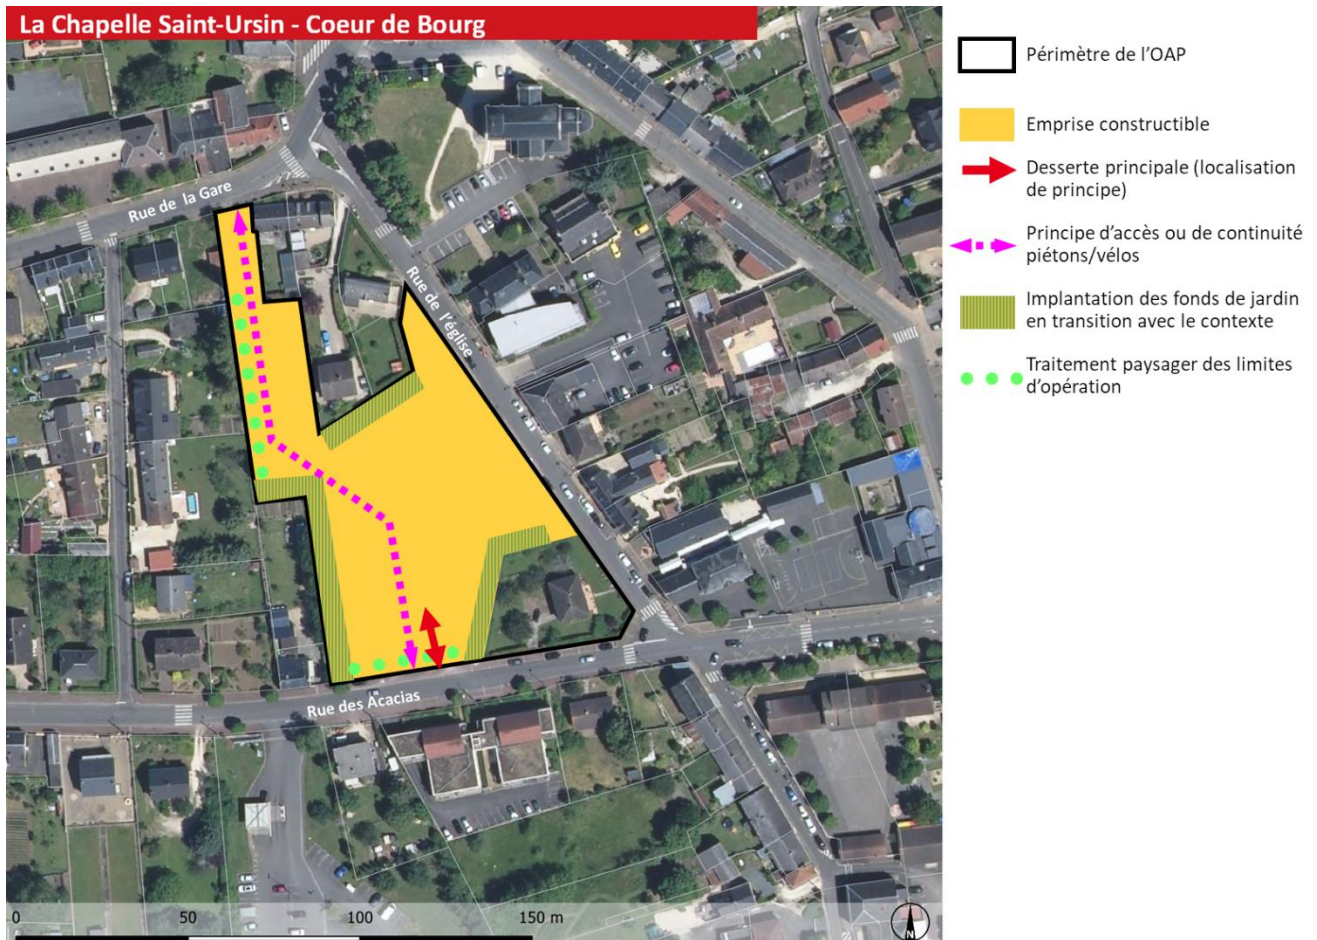 La Chapelle Saint-Ursin - Coeur de Bourg
Périmètre de l'OAP
Emprise constructible
Desserte principale (localisation
de principe)
Principe d'accès ou de continuité
piétons/vélos
Implantation des fonds de jardin
en transition avec le contexte
Traitement paysager des limites
d'opération
Rue de la Gare
Rue de l'église
Rue des Acacias
0 50 100 150 m
N